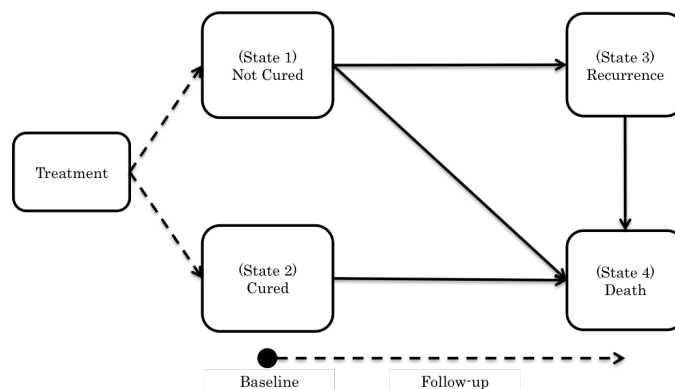 (State 1)
Not Cured
(State 3)
Recurrence
Treatment
(State 2)
Cured
(State 4)
Death
Baseline
Follow-up